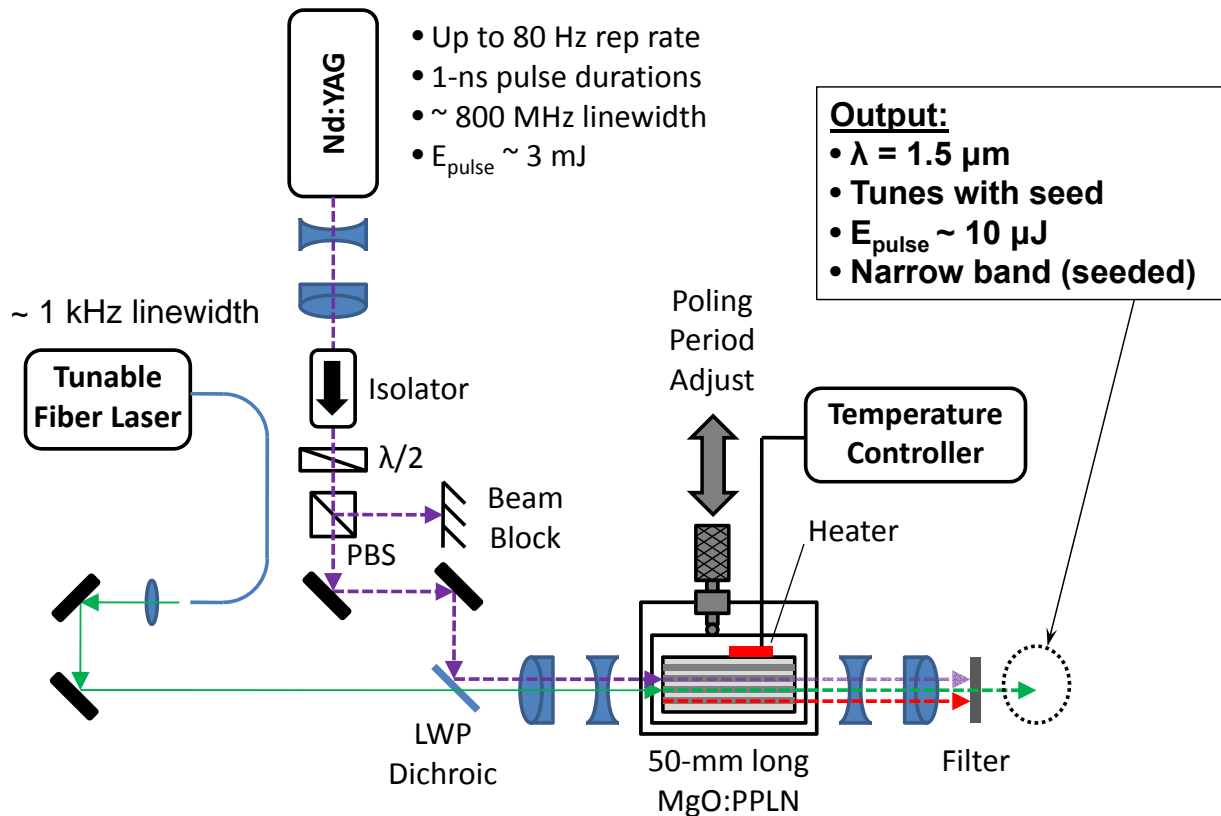 Nd:YAG
• Up to 80 Hz rep rate
• 1-ns pulse durations
• ~ 800 MHz linewidth
• Epulse ~ 3 mJ
Output:
• λ = 1.5 µm
• Tunes with seed
• Epulse ~ 10 µJ
• Narrow band (seeded)
~ 1 kHz linewidth
Tunable
Fiber Laser
Isolator
λ/2
PBS
Beam
Block
Poling
Period
Adjust
Temperature
Controller
Heater
LWP
Dichroic
50-mm long
MgO:PPLN
Filter